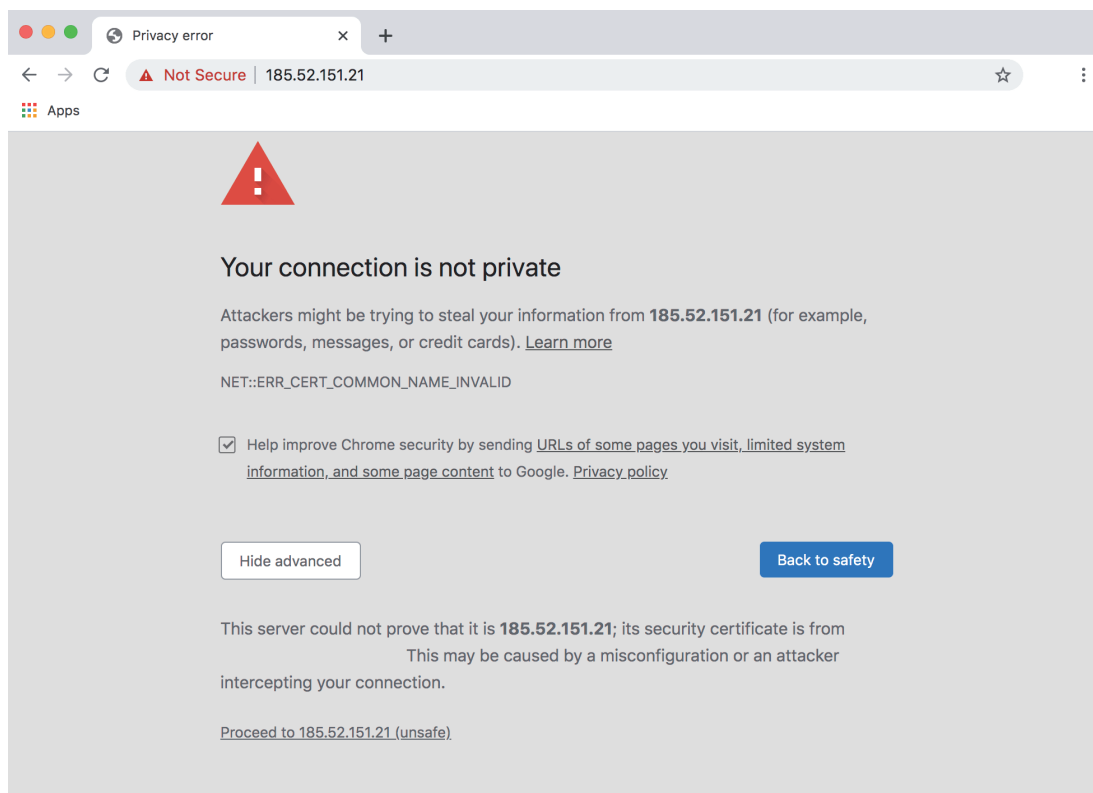 Privacy error
Not Secure 185.52.151.21
Apps
Your connection is not private
Attackers might be trying to steal your information from 185.52.151.21 (for example,
passwords, messages, or credit cards). Learn more
NET::ERR_CERT_COMMON_NAME_INVALID
Help improve Chrome security by sending URLs of some pages you visit, limited system
information, and some page content to Google. Privacy policy
Hide advanced
Back to safety
This server could not prove that it is 185.52.151.21; its security certificate is from
This may be caused by a misconfiguration or an attacker
intercepting your connection.
Proceed to 185.52.151.21 (unsafe)